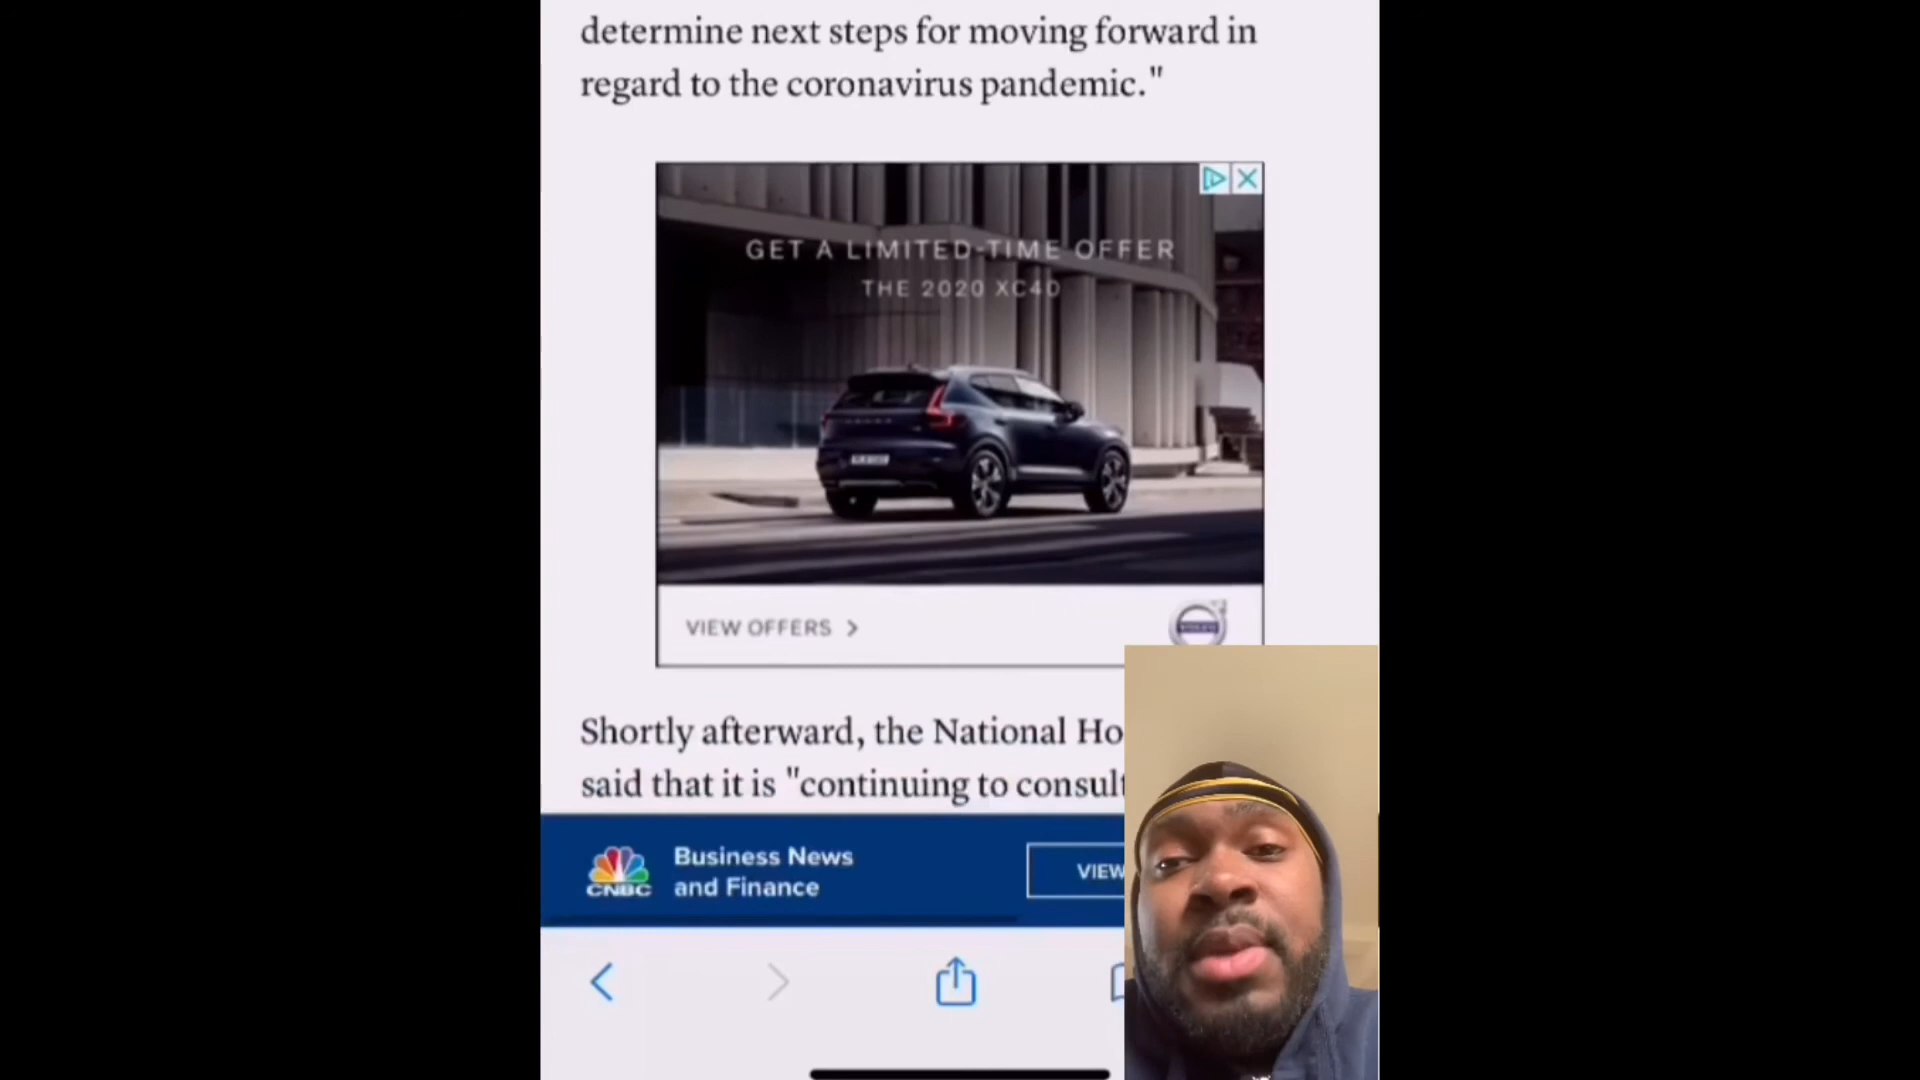 determine next steps for moving forward in
regard to the coronavirus pandemic."
GET A LIMITED-TIME OFFER
THE 2020 XC40
VIEW OFFERS
VOLVO
Shortly afterward, the National Ho
said that it is "continuing to consult
Business News
and Finance
CNBC
VIEW